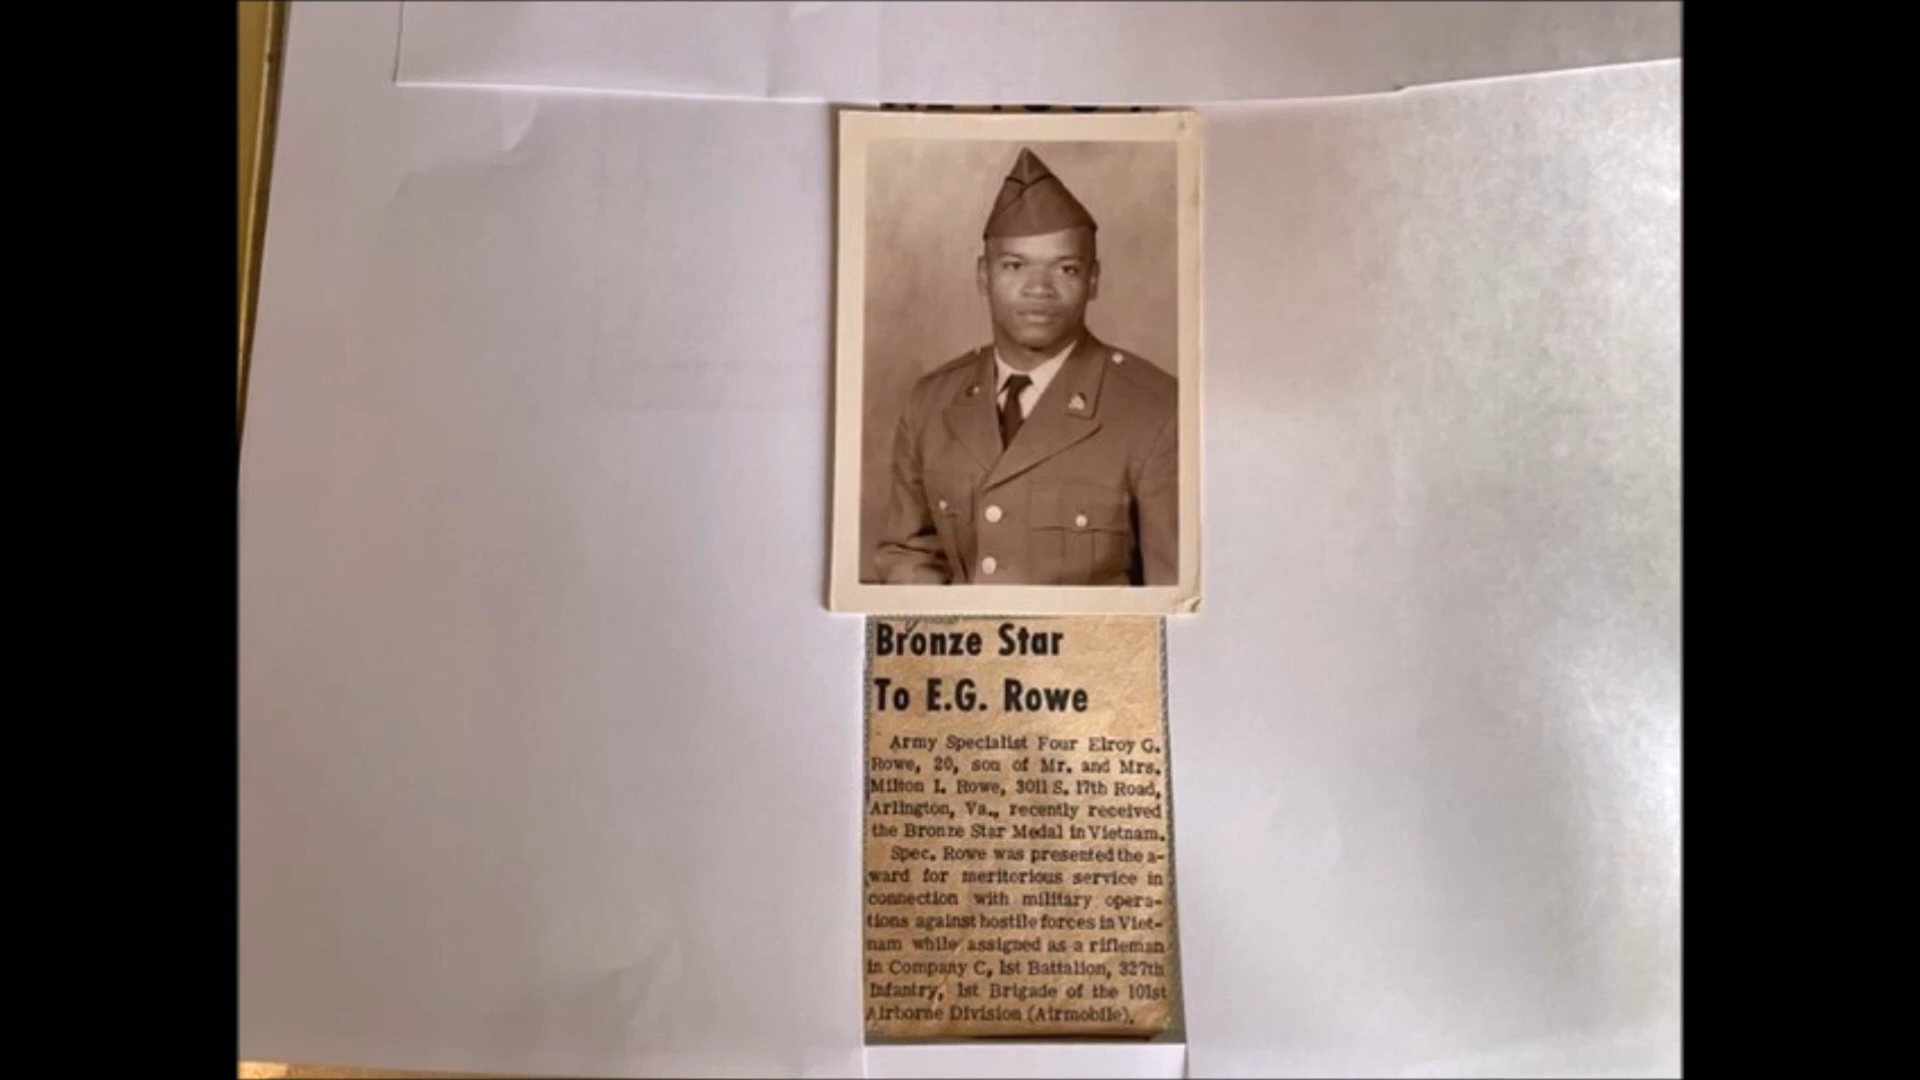 Bronze Star
To E.G. Rowe
Army Specialist Four Elroy G.
Rowe, 20, son of Mr. and Mrs.
Milton I. Rowe, 3011 S. 17th Road,
Arlington, Va., recently received
the Bronze Star Medal in Vietnam.
Spec. Rowe was presented the a-
ward for meritorious service in
connection with military opera-
tions against hostile forces in Viet-
nam while assigned as a rifleman
in Company C, 1st Battalion, 327th
Infantry, 1st Brigade of the 101st
Airborne Division (Airmobile).